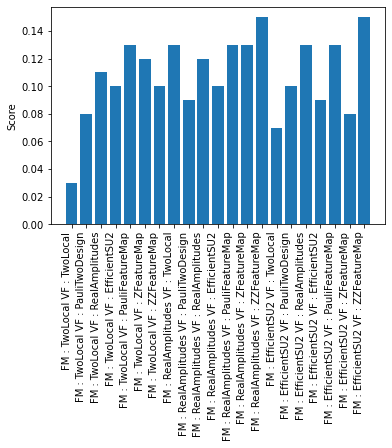 0.14
0.12
0.10
0.08
0.06
0.04
0.02
0.00
Score
FM : TwoLocal VF : TwoLocal
FM : TwoLocal VF : PauliTwoDesign
FM : TwoLocal VF : RealAmplitudes
FM : TwoLocal VF : EfficientSU2
FM : TwoLocal VF : PauliFeatureMap
FM : TwoLocal VF : ZFeatureMap
FM : TwoLocal VF : ZZFeatureMap
FM : RealAmplitudes VF : TwoLocal
FM : RealAmplitudes VF : PauliTwoDesign
FM : RealAmplitudes VF : RealAmplitudes
FM : RealAmplitudes VF : EfficientSU2
FM : RealAmplitudes VF : PauliFeatureMap
FM : RealAmplitudes VF : ZFeatureMap
FM : RealAmplitudes VF : ZZFeatureMap
FM : EfficientSU2 VF : TwoLocal
FM : EfficientSU2 VF : PauliTwoDesign
FM : EfficientSU2 VF : RealAmplitudes
FM : EfficientSU2 VF : EfficientSU2
FM : EfficientSU2 VF : PauliFeatureMap
FM : EfficientSU2 VF : ZFeatureMap
FM : EfficientSU2 VF : ZZFeatureMap